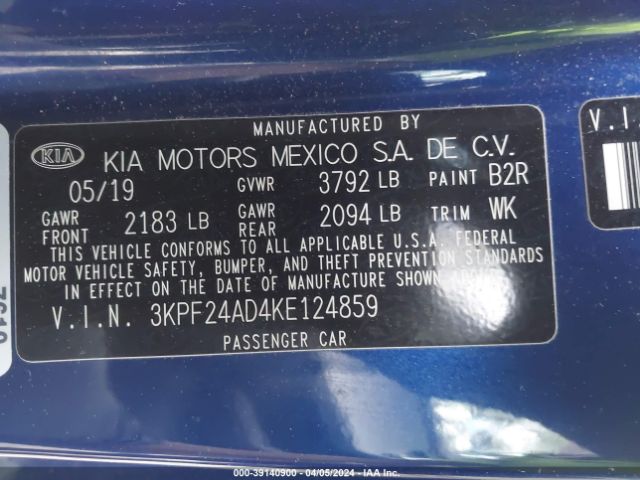 MANUFACTURED BY
KIA KIA MOTORS MEXICO S.A. DE C.V.
05/19 GVWR 3792 LB PAINT B2R
GAWR FRONT 2183 LB GAWR REAR 2094 LB TRIM WK
THIS VEHICLE CONFORMS TO APPLICABLE U.S.A. FEDERAL
MOTOR VEHICLE SAFETY, BUMPER, AND THEFT PREVENTION STANDARDS
IN EFFECT ON THE DATE OF MANUFACTURE SHOWN
V.I.N. 3KPF24AD4KE124859
PASSENGER CAR
V.I.
000-39140900 - 04/05/2024 - IAA Inc.